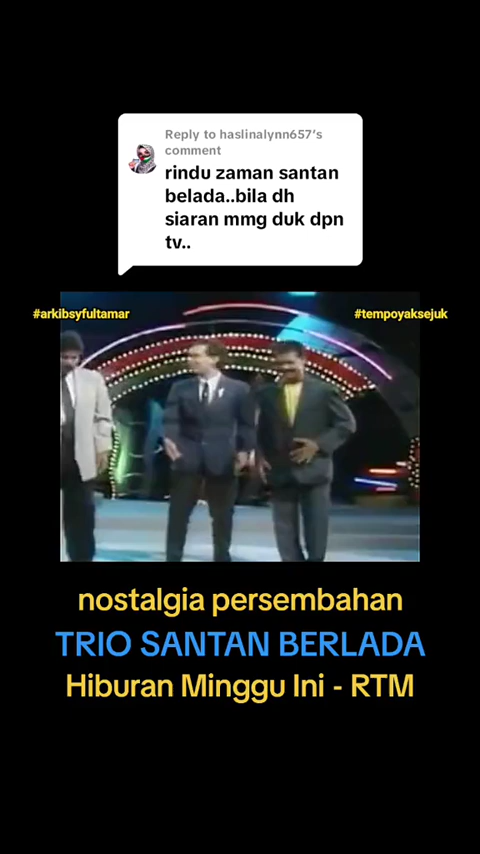 Reply to haslinalynn657's
comment
rindu zaman santan
belada..bila dh
siaran mmg duk dpn
tv..
#arkibsyfultamar
#tempoyaksejuk
nostalgia persembahan
TRIO SANTAN BERLADA
Hiburan Minggu Ini - RTM